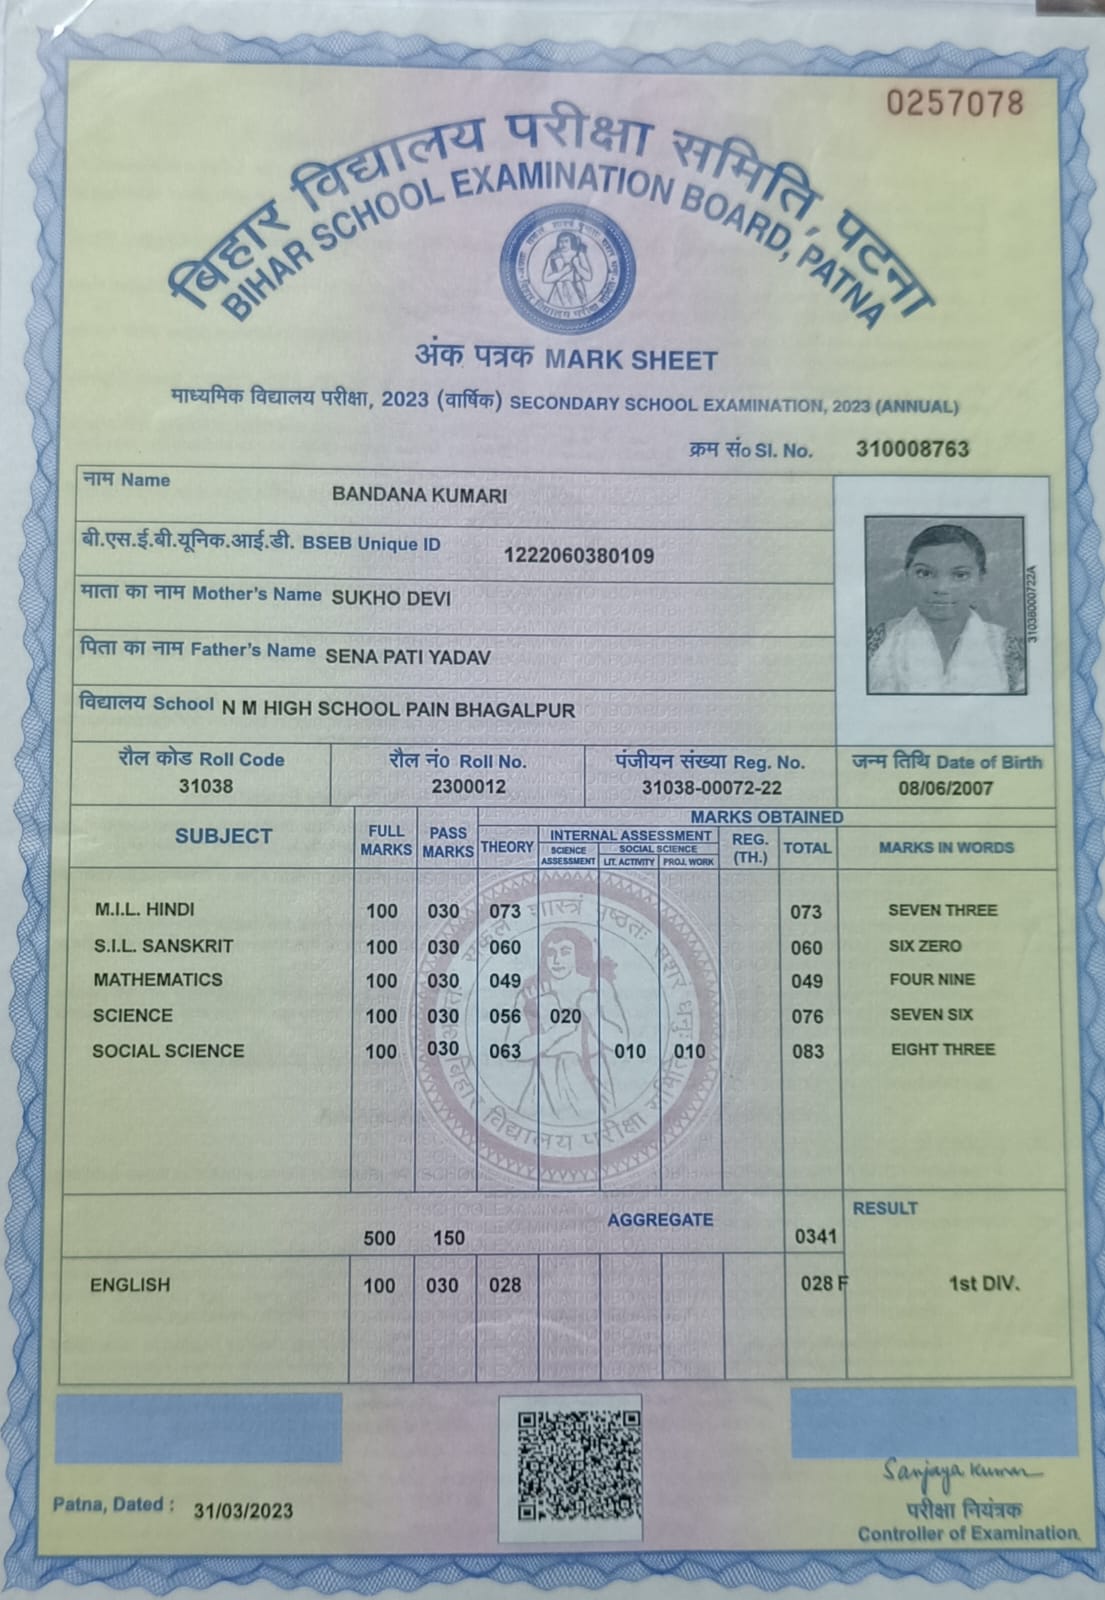 0257078
बिहार विद्यालय परीक्षा समिति, पटना
BIHAR SCHOOL EXAMINATION BOARD, PATNA
अंक पत्रक MARK SHEET
माध्यमिक विद्यालय परीक्षा, 2023 (वार्षिक) SECONDARY SCHOOL EXAMINATION, 2023 (ANNUAL)
क्रम सं० Sl. No. 310008763
नाम Name BANDANA KUMARI
बी.एस.ई.बी.यूनिक.आई.डी. BSEB Unique ID 1222060380109
माता का नाम Mother's Name SUKHO DEVI
पिता का नाम Father's Name SENA PATI YADAV
विद्यालय School N M HIGH SCHOOL PAIN BHAGALPUR
31038000722A
रौल कोड Roll Code रौल नं० Roll No. पंजीयन संख्या Reg. No. जन्म तिथि Date of Birth
31038 2300012 31038-00072-22 08/06/2007
MARKS OBTAINED
SUBJECT FULL MARKS PASS MARKS THEORY INTERNAL ASSESSMENT REG. (TH.) TOTAL MARKS IN WORDS
SCIENCE ASSESSMENT SOCIAL SCIENCE LIT. ACTIVITY PROJ. WORK
M.I.L. HINDI 100 030 073 073 SEVEN THREE
S.I.L. SANSKRIT 100 030 060 060 SIX ZERO
MATHEMATICS 100 030 049 049 FOUR NINE
SCIENCE 100 030 056 020 076 SEVEN SIX
SOCIAL SCIENCE 100 030 063 010 010 083 EIGHT THREE
बिहार विद्यालय परीक्षा समिति
AGGREGATE RESULT
500 150 0341
ENGLISH 100 030 028 028 F 1st DIV.
Sanjaya Kumar
Patna, Dated : 31/03/2023
परीक्षा नियंत्रक
Controller of Examination